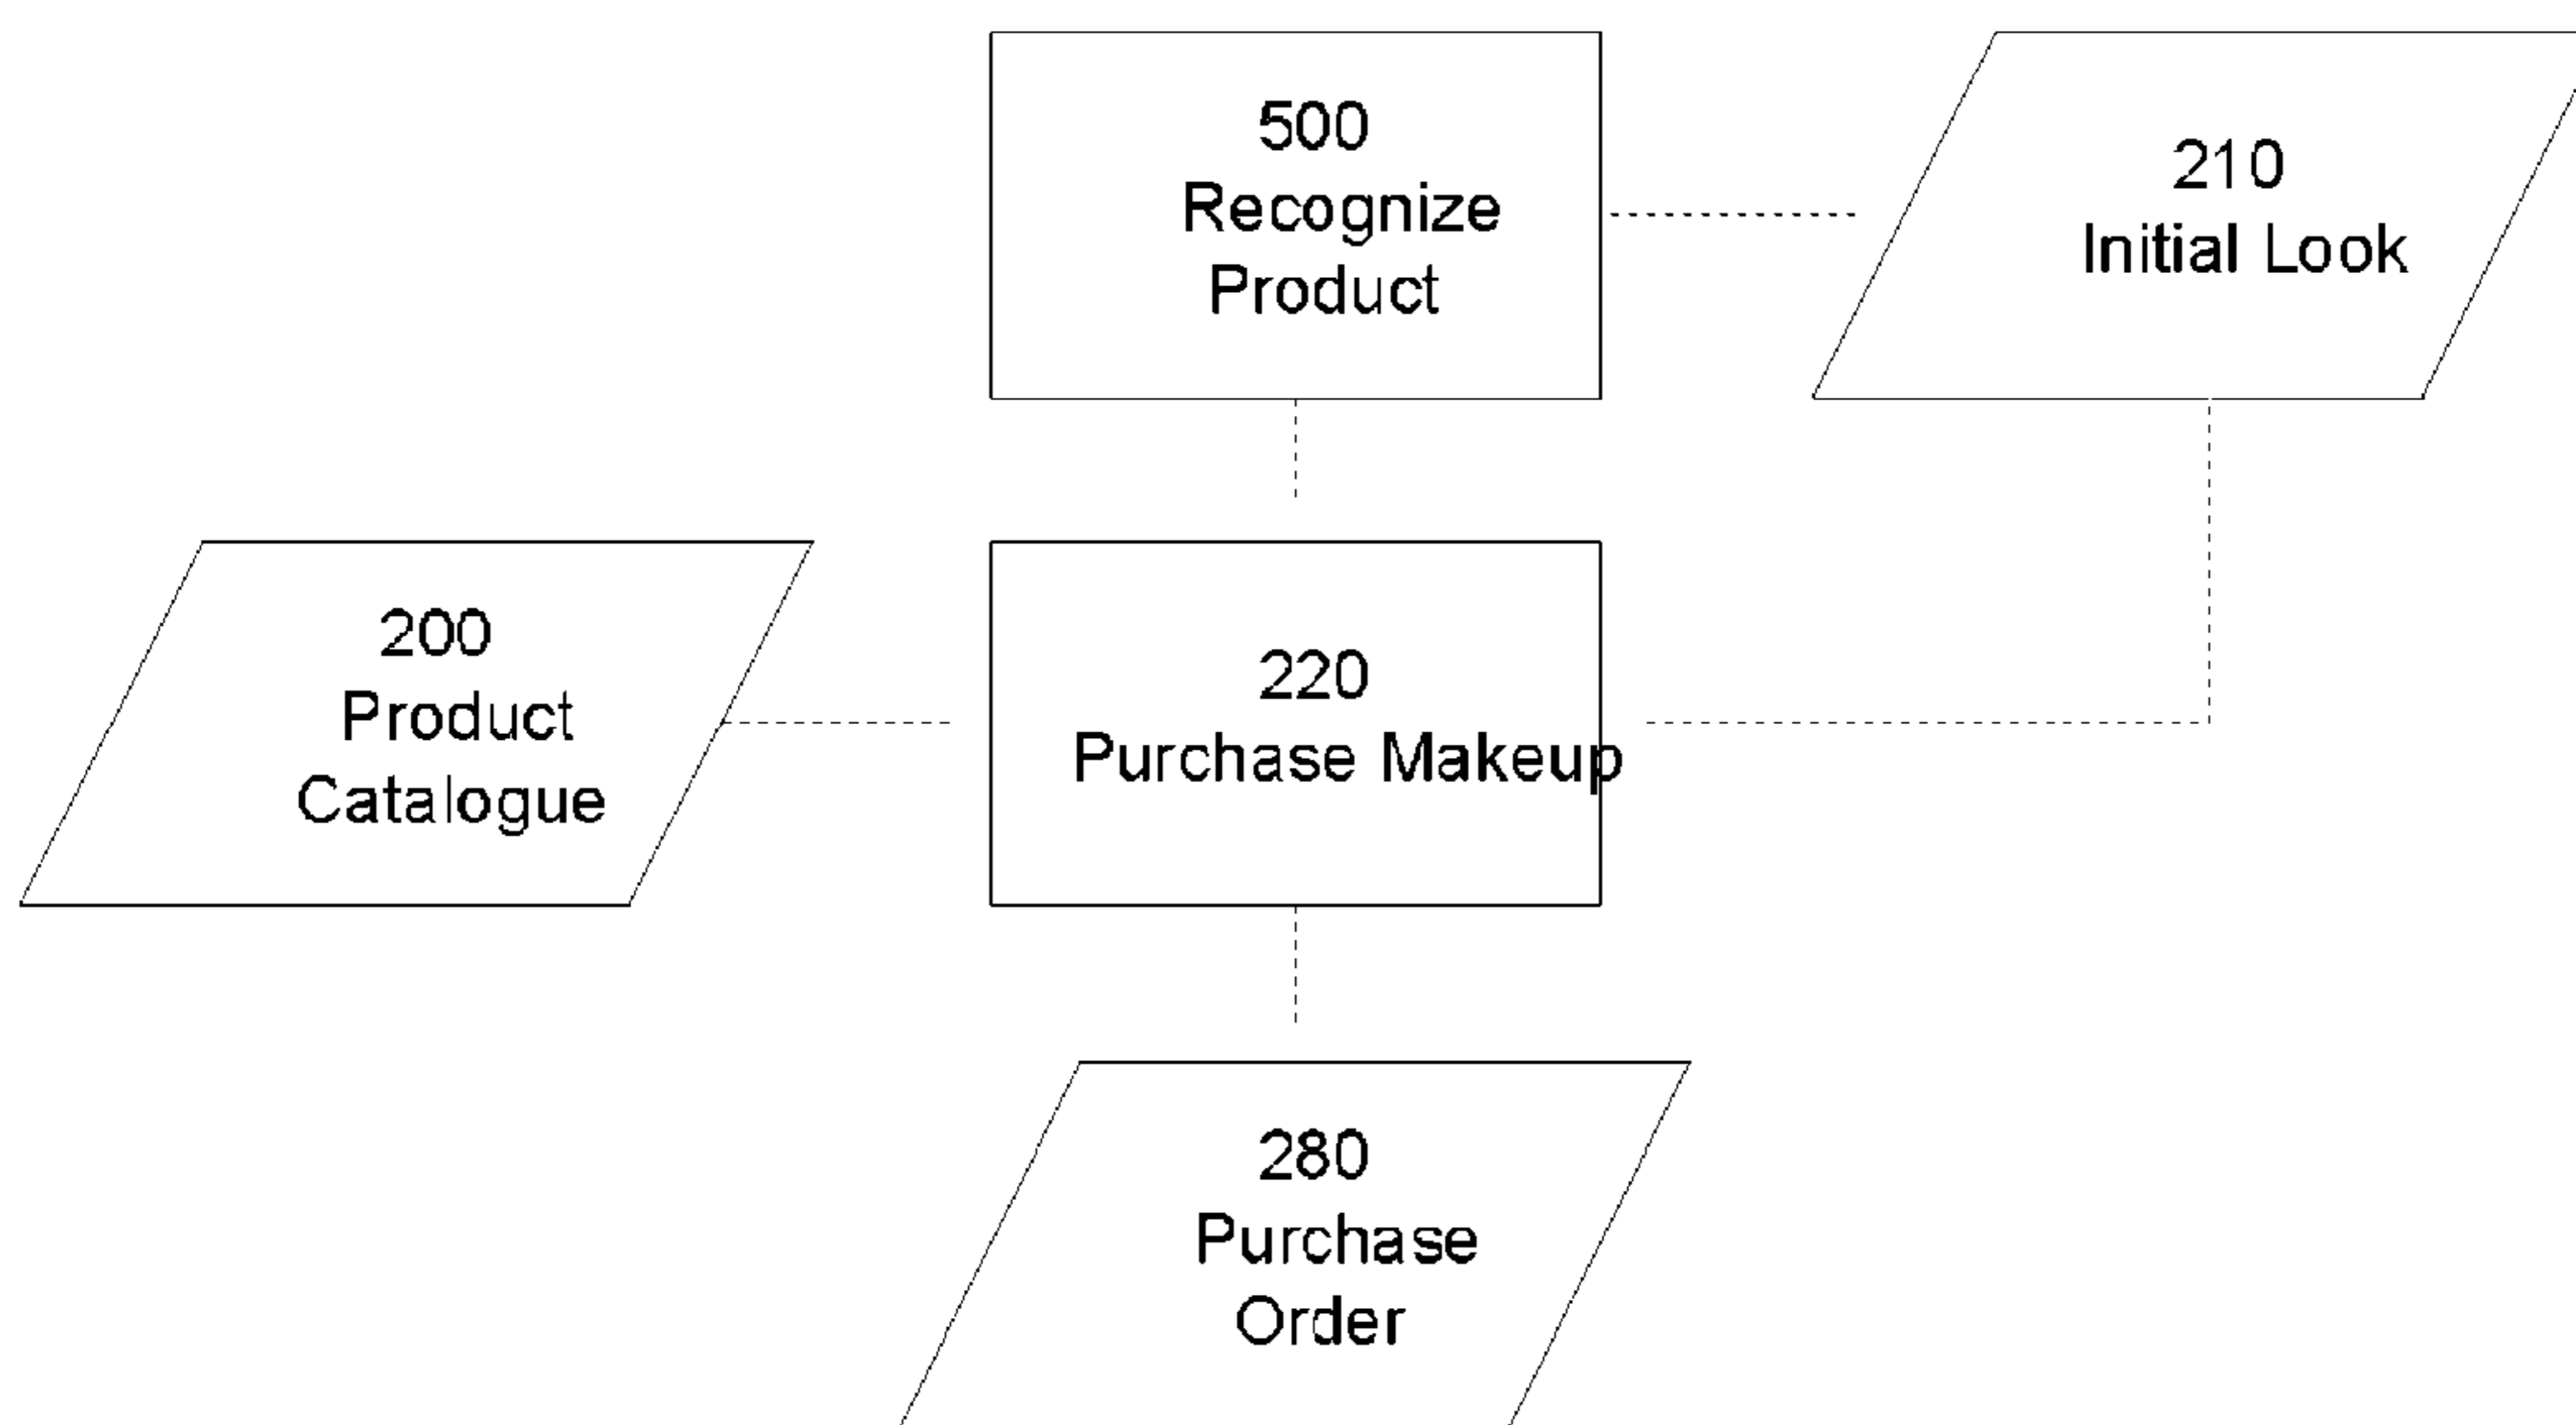 500
Recognize
Product
210
Initial Look
200
Product
Catalogue
220
Purchase Makeup
280
Purchase
Order